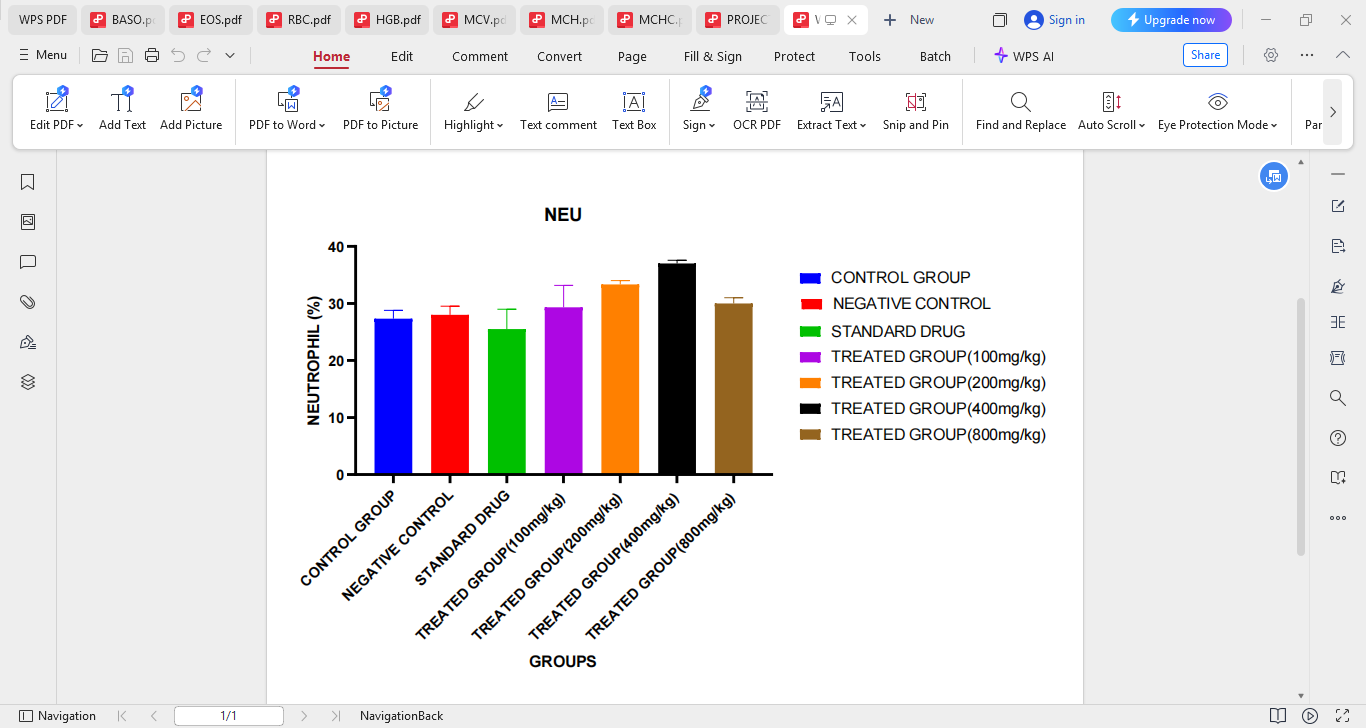 WPS PDF BASO.p EOS.pdf RBC.pdf HGB.pdf MCV.pd MCH.pc MCHC.p PROJEC New Sign in Upgrade now
Menu Home Edit Comment Convert Page Fill & Sign Protect Tools Batch WPS AI Share
Edit PDF Add Text Add Picture PDF to Word PDF to Picture Highlight Text comment Text Box Sign OCR PDF Extract Text Snip and Pin Find and Replace Auto Scroll Eye Protection Mode Par
NEU
40
30
20
10
0
NEUTROPHIL (%)
CONTROL GROUP
NEGATIVE CONTROL
STANDARD DRUG
TREATED GROUP(100mg/kg)
TREATED GROUP(200mg/kg)
TREATED GROUP(400mg/kg)
TREATED GROUP(800mg/kg)
GROUPS
CONTROL GROUP
NEGATIVE CONTROL
STANDARD DRUG
TREATED GROUP(100mg/kg)
TREATED GROUP(200mg/kg)
TREATED GROUP(400mg/kg)
TREATED GROUP(800mg/kg)
Navigation 1/1 NavigationBack